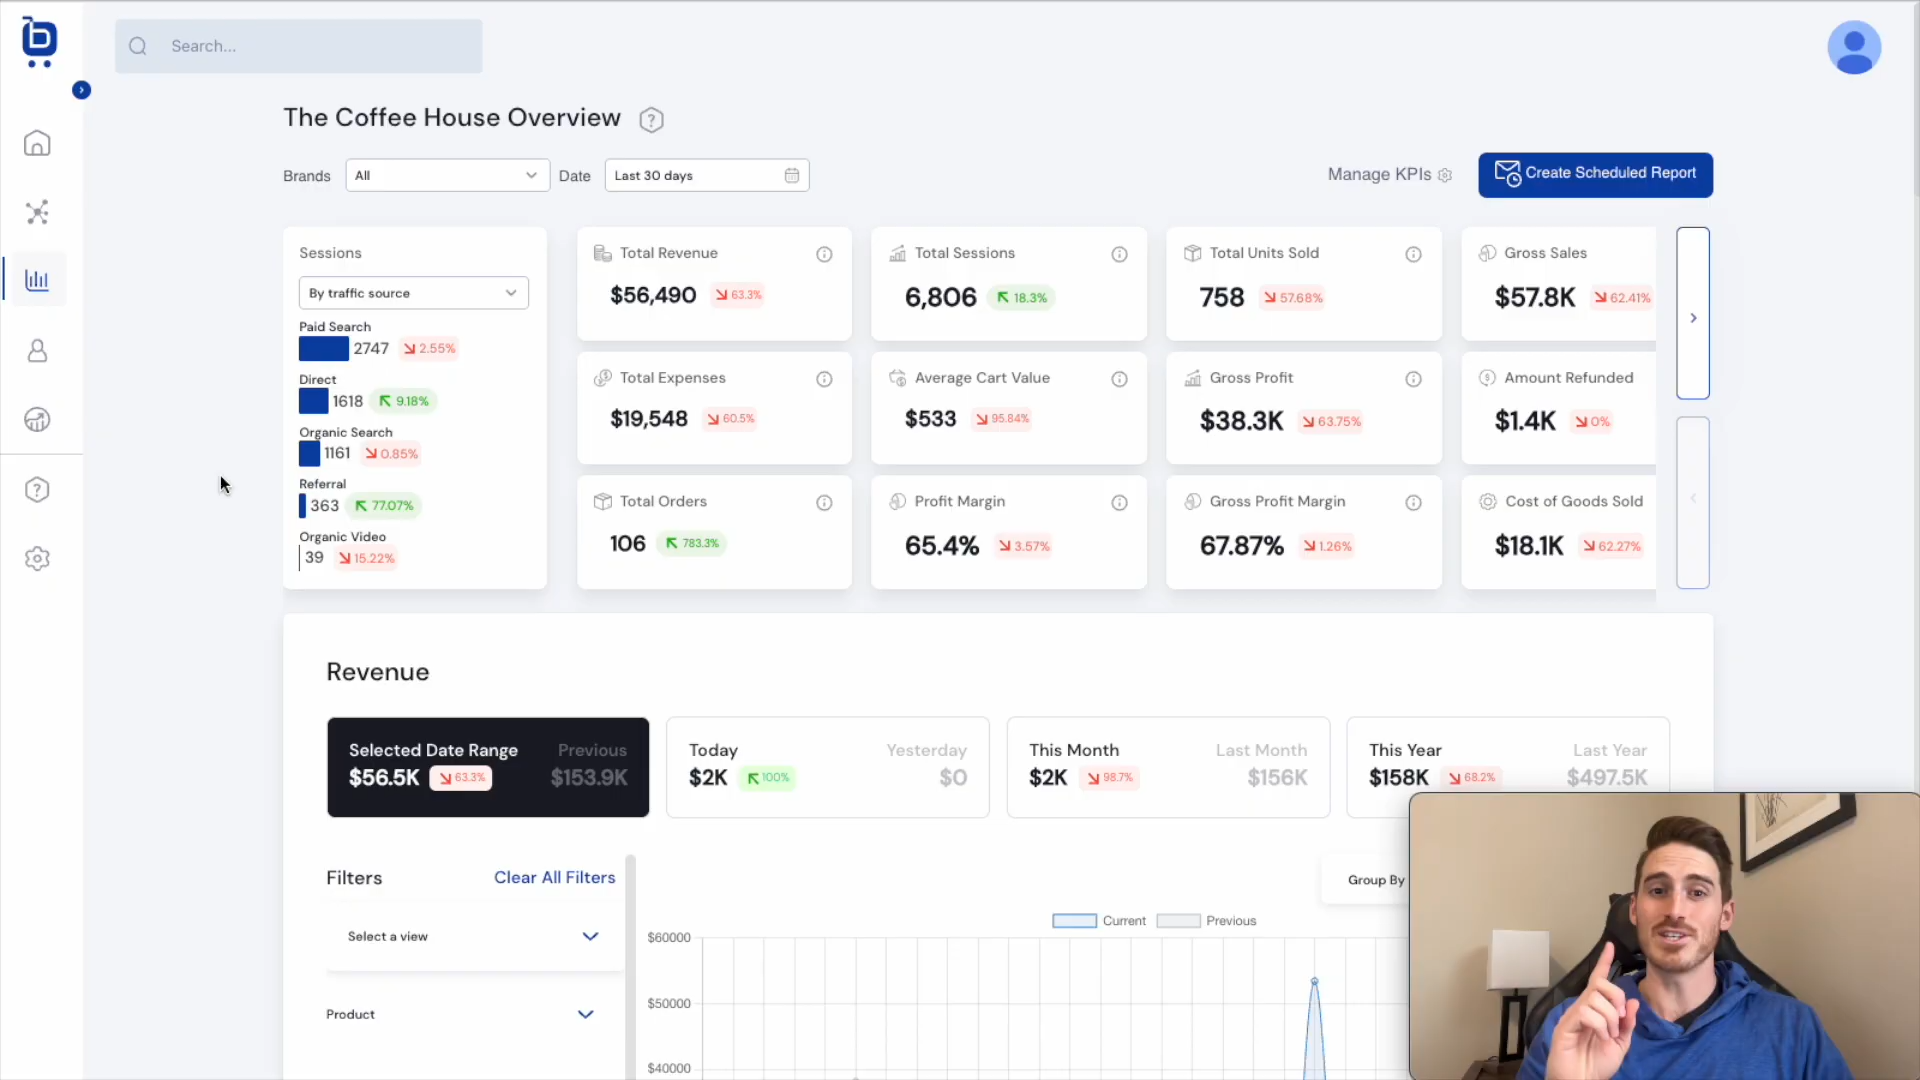 b
Search...
The Coffee House Overview ?
Brands All Date Last 30 days
Manage KPIs
Create Scheduled Report
Sessions
By traffic source
Paid Search
2747 2.55%
Direct
1618 9.18%
Organic Search
1161 0.85%
Referral
363 77.07%
Organic Video
39 15.22%
Total Revenue
$56,490 63.3%
Total Sessions
6,806 18.3%
Total Units Sold
758 57.68%
Gross Sales
$57.8K 62.41%
Total Expenses
$19,548 60.5%
Average Cart Value
$533 95.84%
Gross Profit
$38.3K 63.75%
Amount Refunded
$1.4K 0%
Total Orders
106 783.3%
Profit Margin
65.4% 3.57%
Gross Profit Margin
67.87% 1.26%
Cost of Goods Sold
$18.1K 62.27%
Revenue
Selected Date Range Previous
$56.5K 63.3% $153.9K
Today Yesterday
$2K 100% $0
This Month Last Month
$2K 98.7% $156K
This Year Last Year
$158K 68.2% $497.5K
Filters Clear All Filters
Select a view
Product
Group By
Current Previous
$60000
$50000
$40000